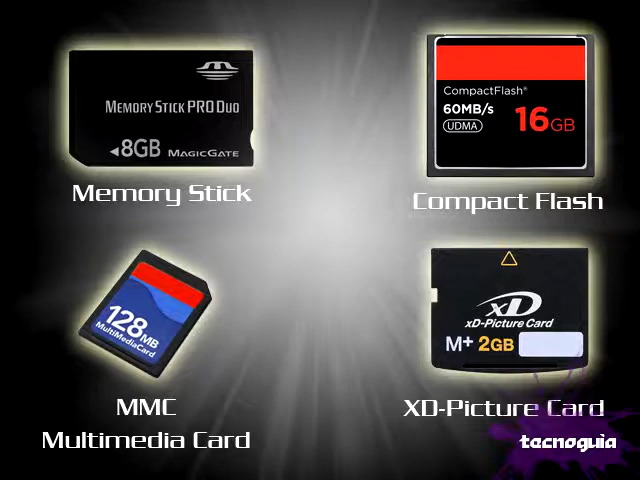 MEMORY STICK PRO DUO
◄8GB MAGICGATE
Memory Stick
CompactFlash®
60MB/s
UDMA
16GB
Compact Flash
128MB
MultiMediaCard
MMC
Multimedia Card
xD
xD-Picture Card
M+ 2GB
XD-Picture Card
tecnoguia